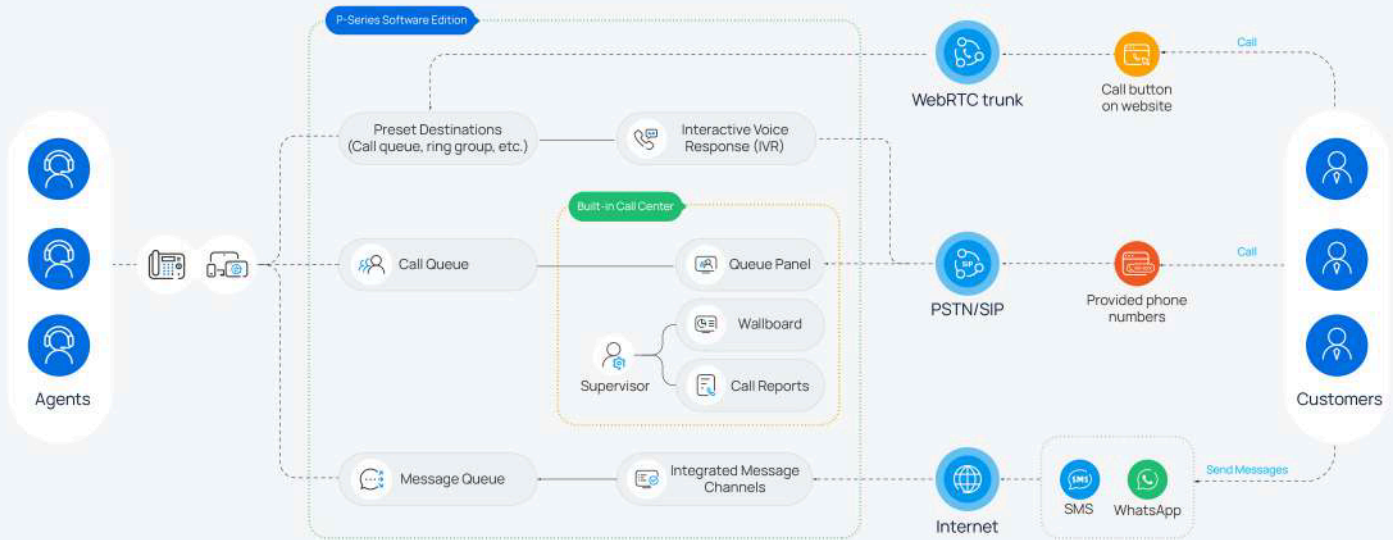 P-Series Software Edition
Call
WebRTC trunk
Call button
on website
Preset Destinations
(Call queue, ring group, etc.)
Interactive Voice
Response (IVR)
Built-in Call Center
Call Queue
Queue Panel
SIP
PSTN/SIP
Call
Provided phone
numbers
Wallboard
Supervisor
Call Reports
Agents
Customers
Message Queue
Integrated Message
Channels
Internet
SMS
SMS
WhatsApp
Send Messages